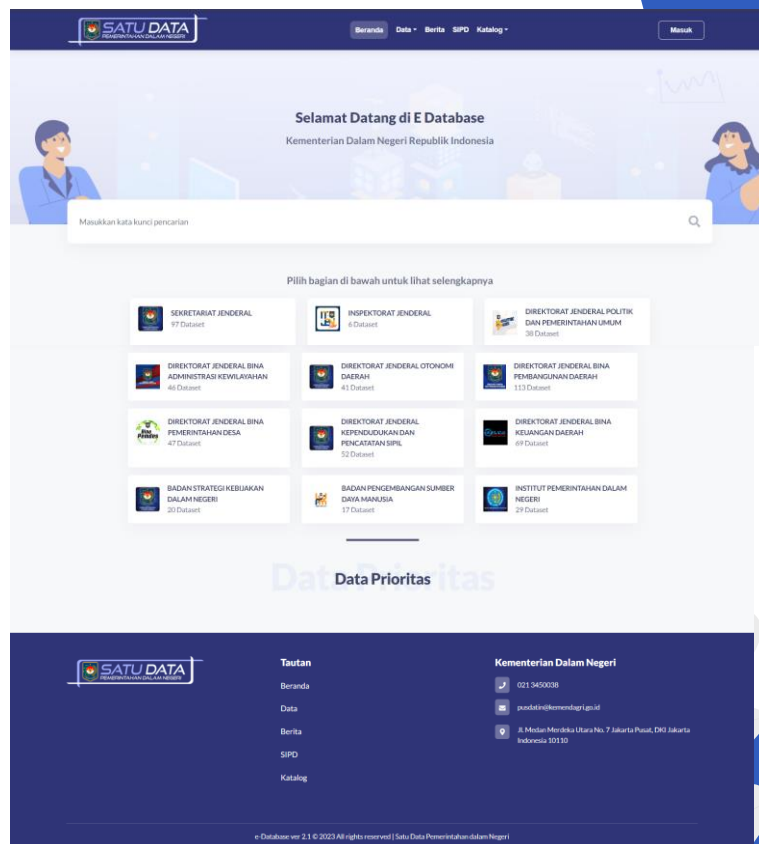 SATU DATA
PEMERINTAHAN DALAM NEGERI
Beranda Data Berita SIPD Katalog
Masuk
Selamat Datang di E Database
Kementerian Dalam Negeri Republik Indonesia
Masukkan kata kunci pencarian
Pilih bagian di bawah untuk lihat selengkapnya
SEKRETARIAT JENDERAL
97 Dataset
INSPEKTORAT JENDERAL
6 Dataset
DIREKTORAT JENDERAL POLITIK
DAN PEMERINTAHAN UMUM
38 Dataset
DIREKTORAT JENDERAL BINA
ADMINISTRASI KEWILAYAHAN
46 Dataset
DIREKTORAT JENDERAL OTONOMI
DAERAH
41 Dataset
DIREKTORAT JENDERAL BINA
PEMBANGUNAN DAERAH
113 Dataset
DIREKTORAT JENDERAL BINA
PEMERINTAHAN DESA
47 Dataset
DIREKTORAT JENDERAL
KEPENDUDUKAN DAN
PENCATATAN SIPIL
52 Dataset
DIREKTORAT JENDERAL BINA
KEUANGAN DAERAH
69 Dataset
BADAN STRATEGI KEBIJAKAN
DALAM NEGERI
20 Dataset
BADAN PENGEMBANGAN SUMBER
DAYA MANUSIA
17 Dataset
INSTITUT PEMERINTAHAN DALAM
NEGERI
29 Dataset
Data Prioritas
Data Prioritas
SATU DATA
PEMERINTAHAN DALAM NEGERI
Tautan
Beranda
Data
Berita
SIPD
Katalog
Kementerian Dalam Negeri
021 3450038
pusdatin@kemendagri.go.id
Jl. Medan Merdeka Utara No. 7 Jakarta Pusat, DKI Jakarta
Indonesia 10110
e-Database ver 2.1 © 2023 All rights reserved | Satu Data Pemerintahan dalam Negeri